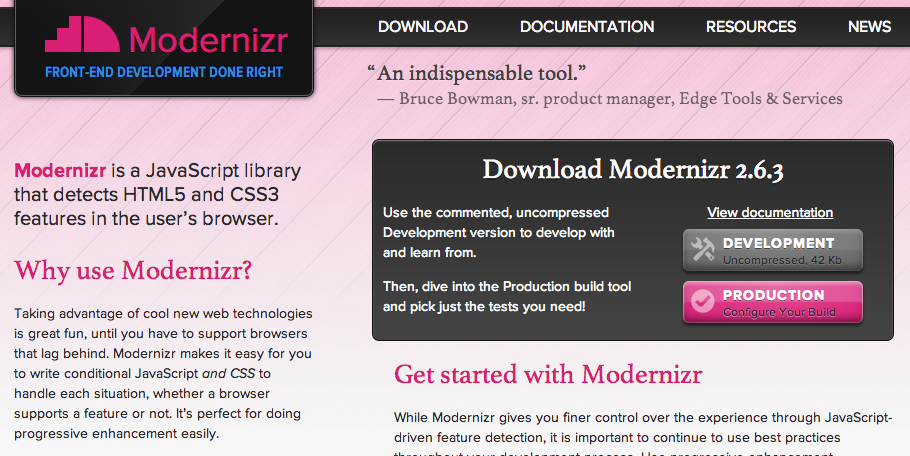 Modernizr
FRONT-END DEVELOPMENT DONE RIGHT
DOWNLOAD
DOCUMENTATION
RESOURCES
NEWS
“An indispensable tool.”
— Bruce Bowman, sr. product manager, Edge Tools & Services
Modernizr is a JavaScript library
that detects HTML5 and CSS3
features in the user’s browser.
Why use Modernizr?
Taking advantage of cool new web technologies
is great fun, until you have to support browsers
that lag behind. Modernizr makes it easy for you
to write conditional JavaScript and CSS to
handle each situation, whether a browser
supports a feature or not. It’s perfect for doing
progressive enhancement easily.
Download Modernizr 2.6.3
Use the commented, uncompressed
Development version to develop with
and learn from.
Then, dive into the Production build tool
and pick just the tests you need!
View documentation
DEVELOPMENT
Uncompressed, 42 Kb
PRODUCTION
Configure Your Build
Get started with Modernizr
While Modernizr gives you finer control over the experience through JavaScript-
driven feature detection, it is important to continue to use best practices
throughout your development process. Use progressive enhancement